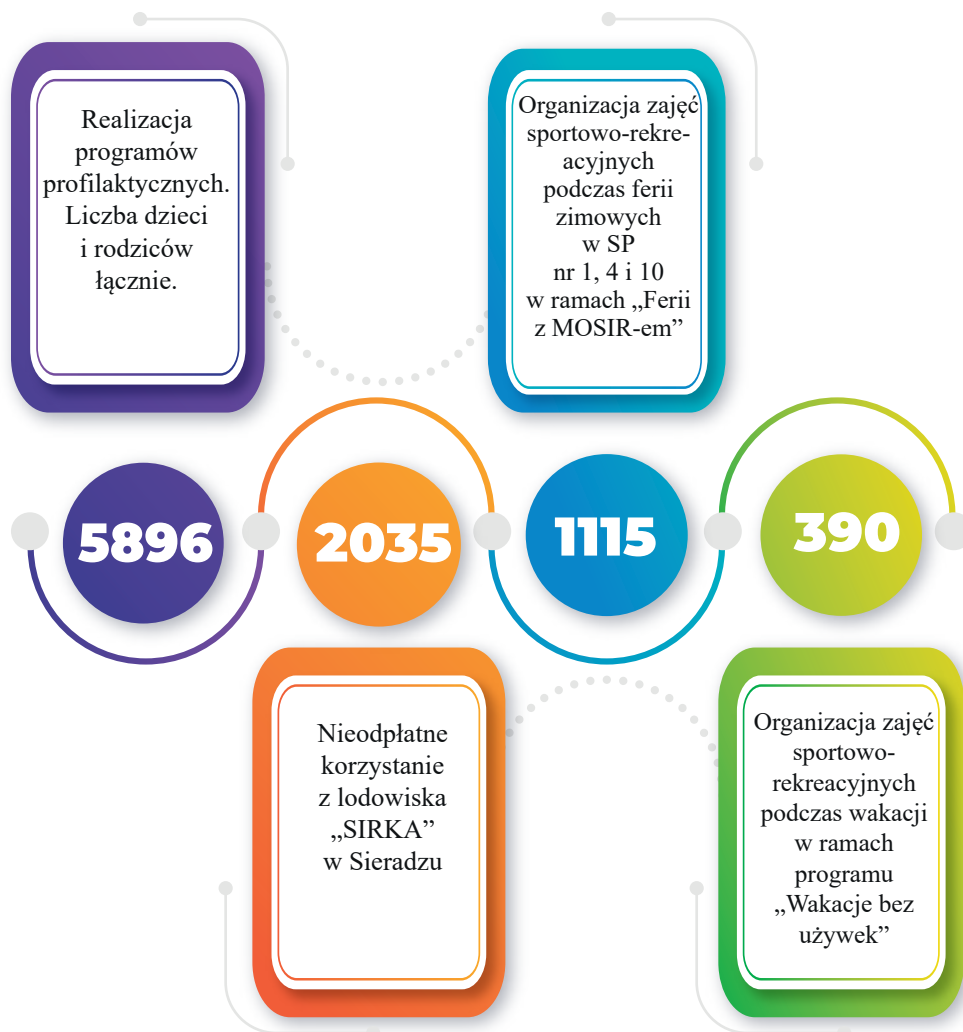 Realizacja
programów
profilaktycznych.
Liczba dzieci
i rodziców
łącznie.
Organizacja zajęć
sportowo-rekre-
acyjnych
podczas ferii
zimowych
w SP
nr 1, 4 i 10
w ramach „Ferii
z MOSIR-em”
5896
2035
1115
390
Nieodpłatne
korzystanie
z lodowiska
„SIRKA”
w Sieradzu
Organizacja zajęć
sportowo-
rekreacyjnych
podczas wakacji
w ramach
programu
„Wakacje bez
używek”